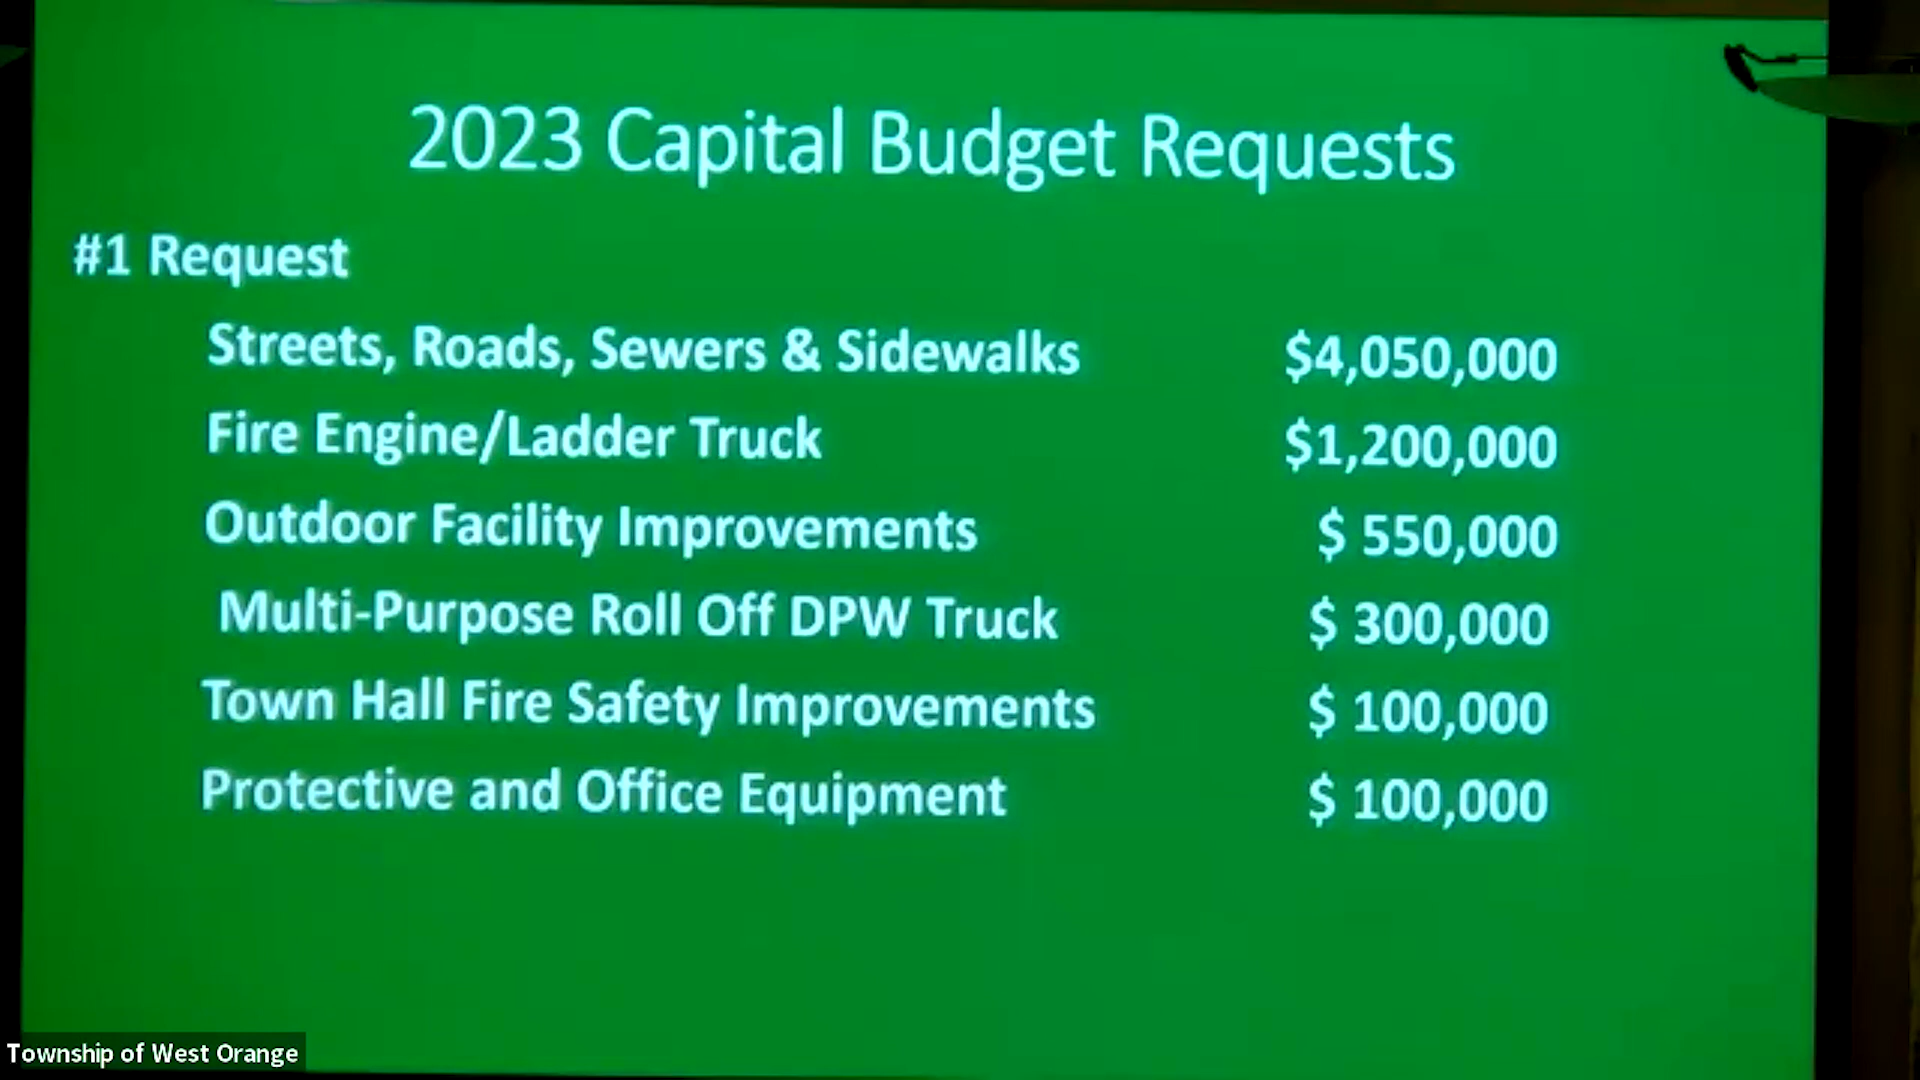 2023 Capital Budget Requests
#1 Request
Streets, Roads, Sewers & Sidewalks $4,050,000
Fire Engine/Ladder Truck $1,200,000
Outdoor Facility Improvements $ 550,000
Multi-Purpose Roll Off DPW Truck $ 300,000
Town Hall Fire Safety Improvements $ 100,000
Protective and Office Equipment $ 100,000
Township of West Orange